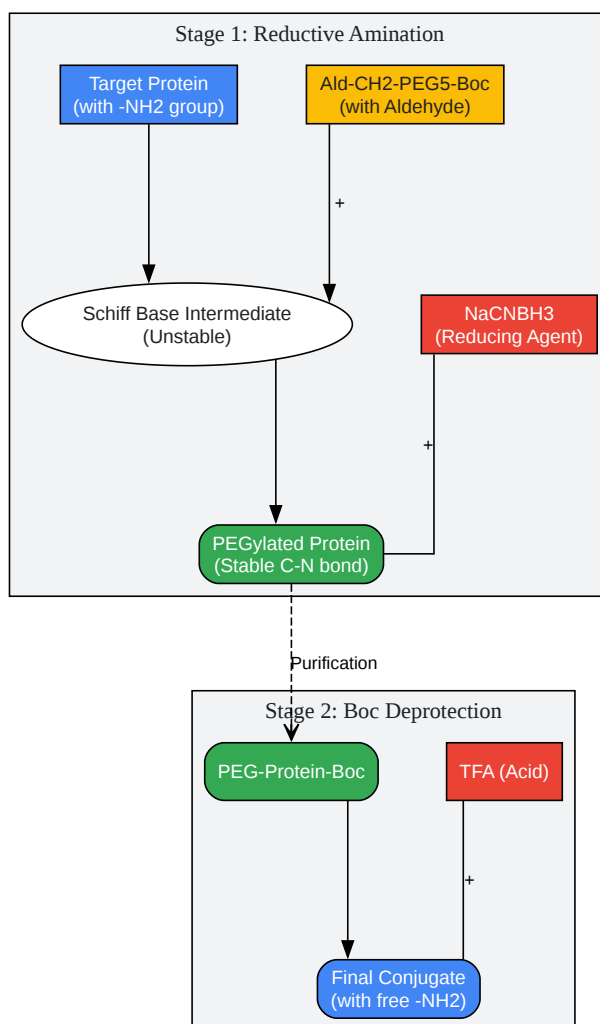 Stage 1: Reductive Amination
Target Protein
(with -NH2 group)
Ald-CH2-PEG5-Boc
(with Aldehyde)
+
Schiff Base Intermediate
(Unstable)
NaCNBH3
(Reducing Agent)
+
PEGylated Protein
(Stable C-N bond)
Purification
Stage 2: Boc Deprotection
PEG-Protein-Boc
TFA (Acid)
+
Final Conjugate
(with free -NH2)